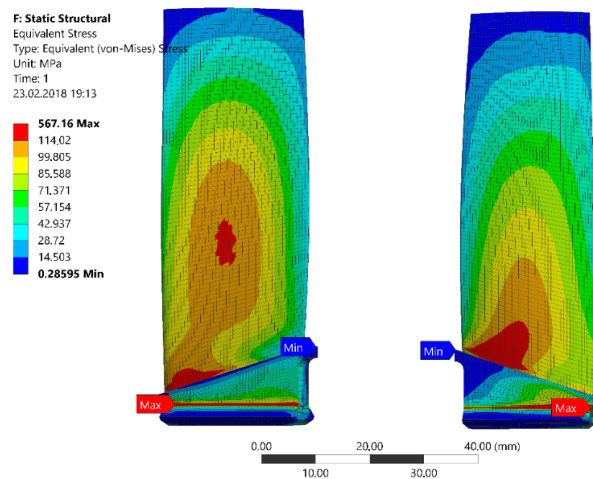 F: Static Structural
Equivalent Stress
Type: Equivalent (von-Mises) Stress
Unit: MPa
Time: 1
23.02.2018 19:13
567.16 Max
114,02
99.805
85.588
71.371
57.154
42.937
28.72
14.503
0.28595 Min
Min
Min
Max
Max
0.00 20.00 40,00 (mm)
10.00 30.00